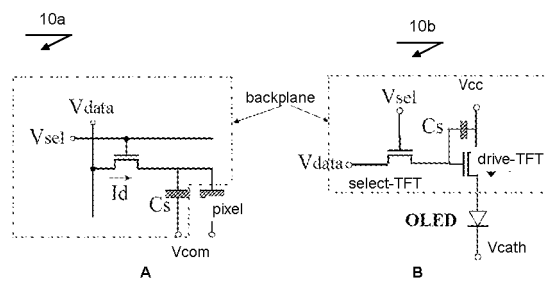 10a
10b
backplane
Vdata
Vsel
Id
Cs
pixel
Vcom
A
Vcc
Vsel
Cs
Vdata
select-TFT
drive-TFT
OLED
Vcath
B